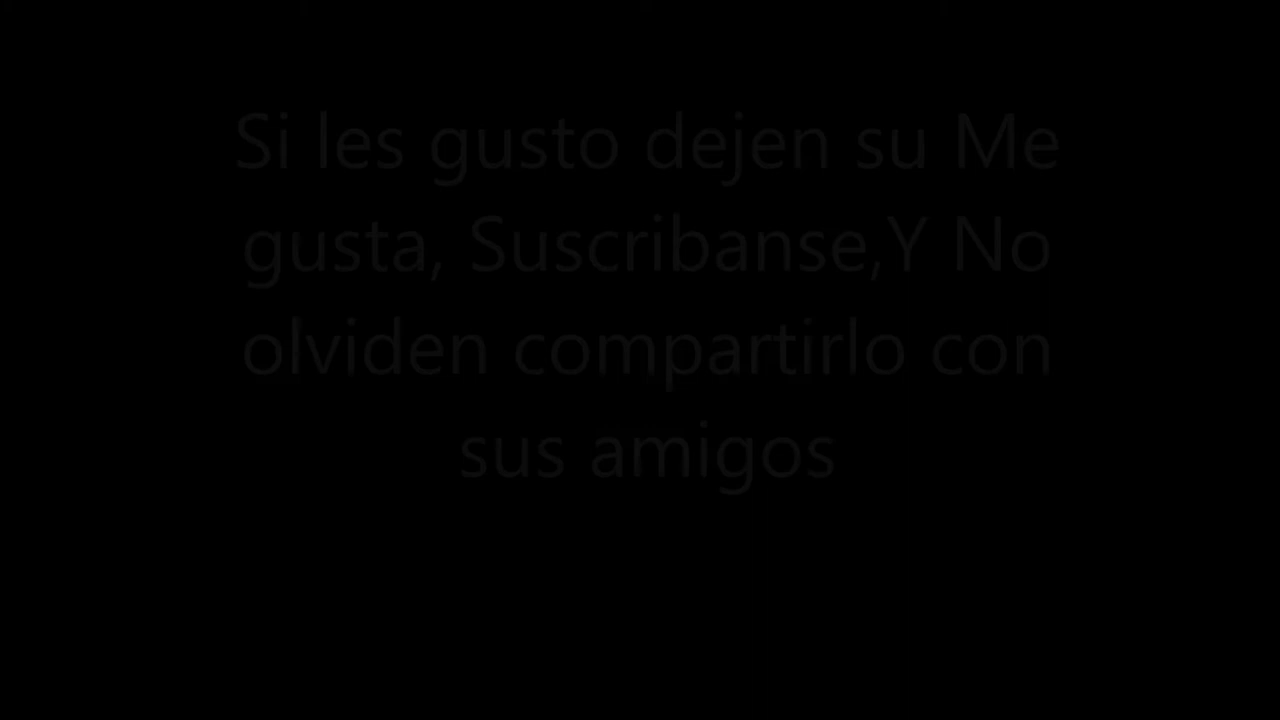 Si les gusto dejen su Me
gusta, Suscribanse,Y No
olviden compartirlo con
sus amigos